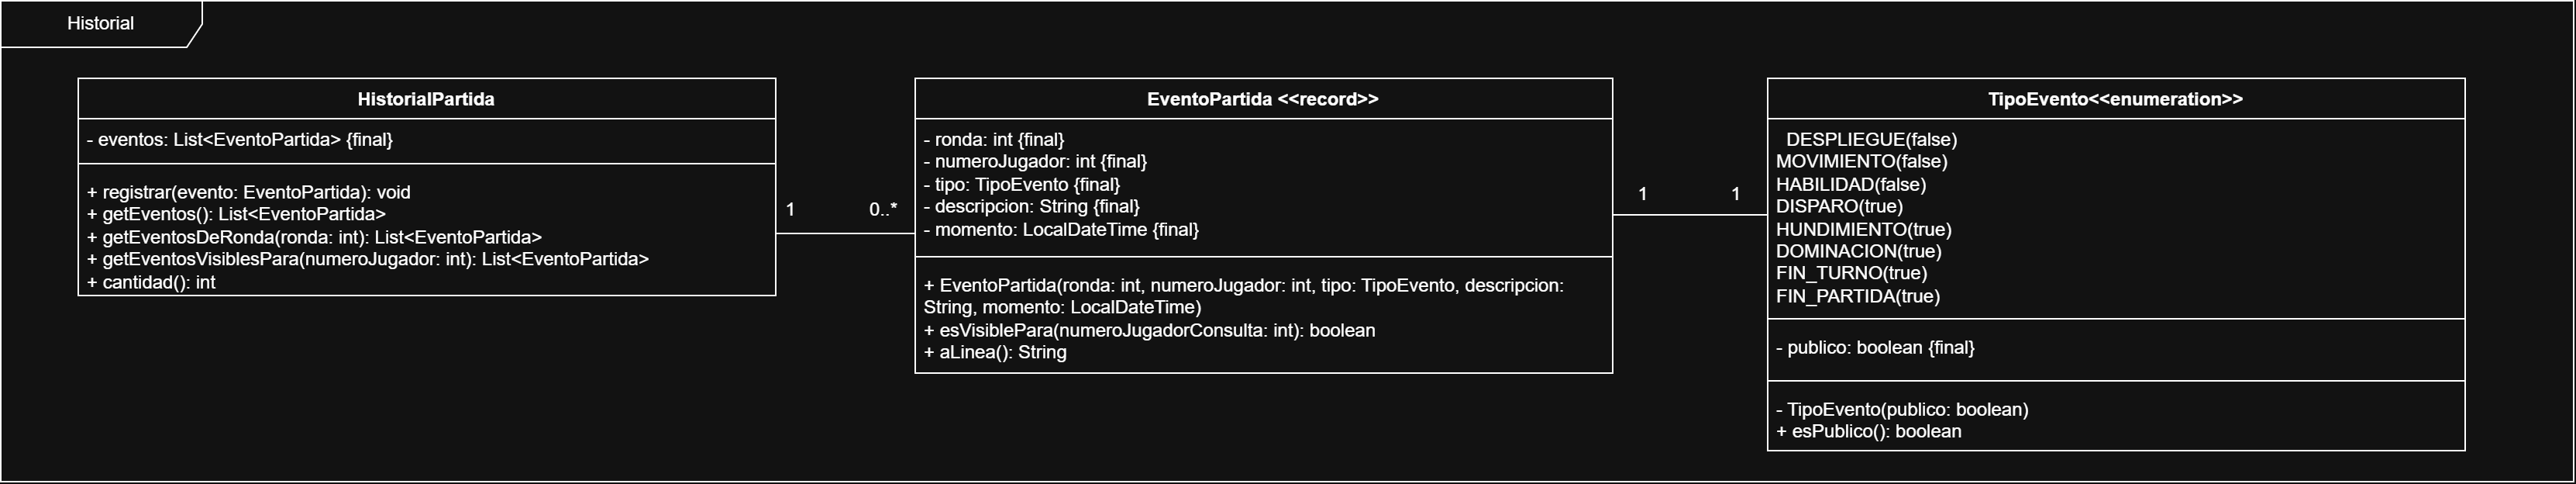 Historial
HistorialPartida
- eventos: List<EventoPartida> {final}
+ registrar(evento: EventoPartida): void
+ getEventos(): List<EventoPartida>
+ getEventosDeRonda(ronda: int): List<EventoPartida>
+ getEventosVisiblesPara(numeroJugador: int): List<EventoPartida>
+ cantidad(): int
1
0..*
EventoPartida <<record>>
- ronda: int {final}
- numeroJugador: int {final}
- tipo: TipoEvento {final}
- descripcion: String {final}
- momento: LocalDateTime {final}
+ EventoPartida(ronda: int, numeroJugador: int, tipo: TipoEvento, descripcion:
String, momento: LocalDateTime)
+ esVisiblePara(numeroJugadorConsulta: int): boolean
+ aLinea(): String
1
1
TipoEvento<<enumeration>>
DESPLIEGUE(false)
MOVIMIENTO(false)
HABILIDAD(false)
DISPARO(true)
HUNDIMIENTO(true)
DOMINACION(true)
FIN_TURNO(true)
FIN_PARTIDA(true)
- publico: boolean {final}
- TipoEvento(publico: boolean)
+ esPublico(): boolean